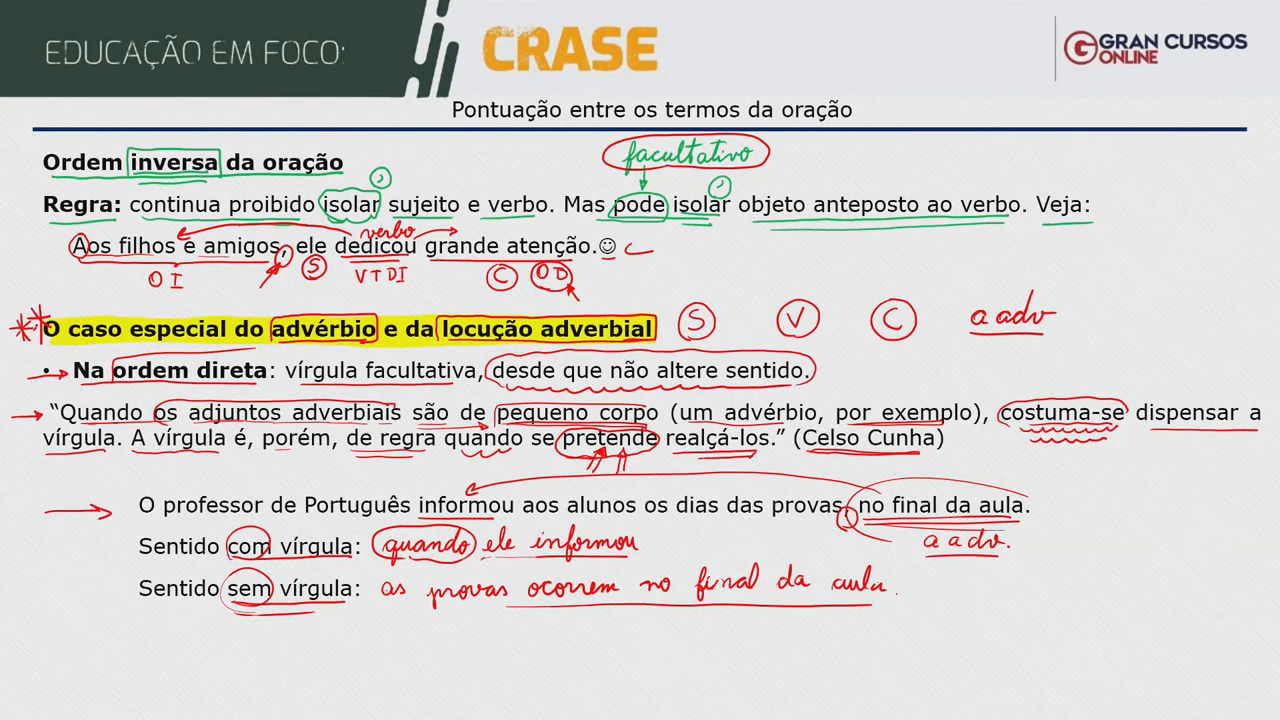 EDUCAÇÃO EM FOCO:
CRASE
GRAN CURSOS
ONLINE
Pontuação entre os termos da oração
Ordem inversa da oração
facultativo
, ,
Regra: continua proibido isolar sujeito e verbo. Mas pode isolar objeto anteposto ao verbo. Veja:
verbo
Aos filhos e amigos, ele dedicou grande atenção.☺
OI S VTDI C OD
O caso especial do advérbio e da locução adverbial S V C a adv
• Na ordem direta: vírgula facultativa, desde que não altere sentido.
“Quando os adjuntos adverbiais são de pequeno corpo (um advérbio, por exemplo), costuma-se dispensar a
vírgula. A vírgula é, porém, de regra quando se pretende realçá-los.” (Celso Cunha)
O professor de Português informou aos alunos os dias das provas, no final da aula.
a adv.
Sentido com vírgula: quando ele informou
Sentido sem vírgula: as provas ocorrem no final da aula.